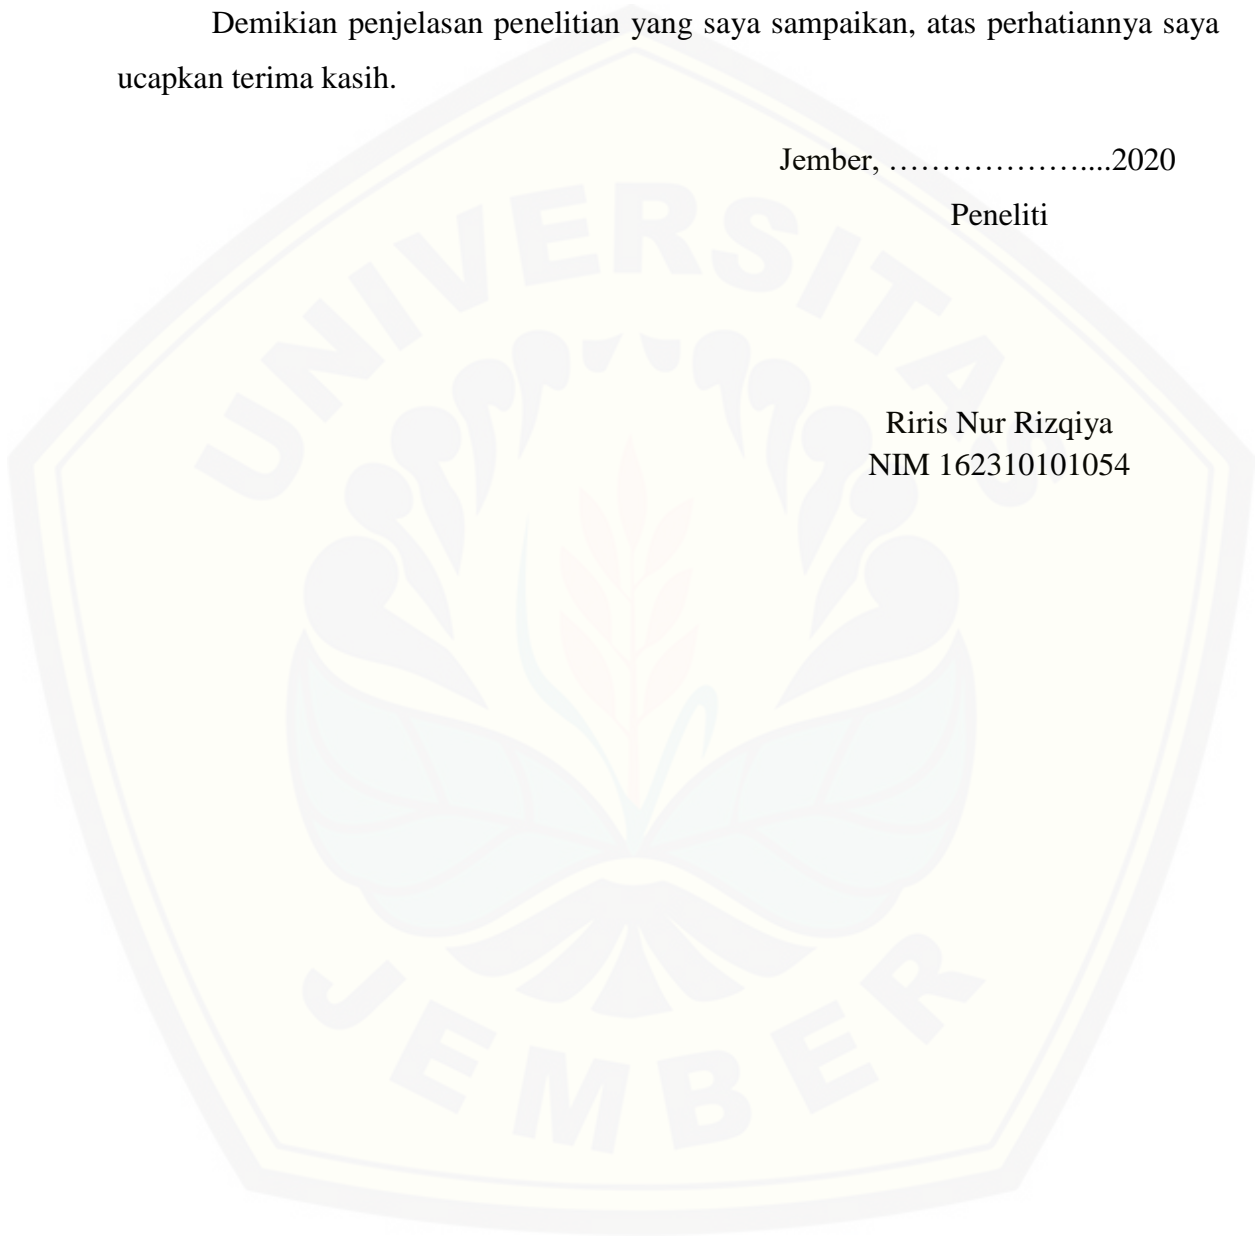 Demikian penjelasan penelitian yang saya sampaikan, atas perhatiannya saya
ucapkan terima kasih.
Jember, …………………...2020
Peneliti
Riris Nur Rizqiya
NIM 162310101054
UNIVERSITAS
JEMBER